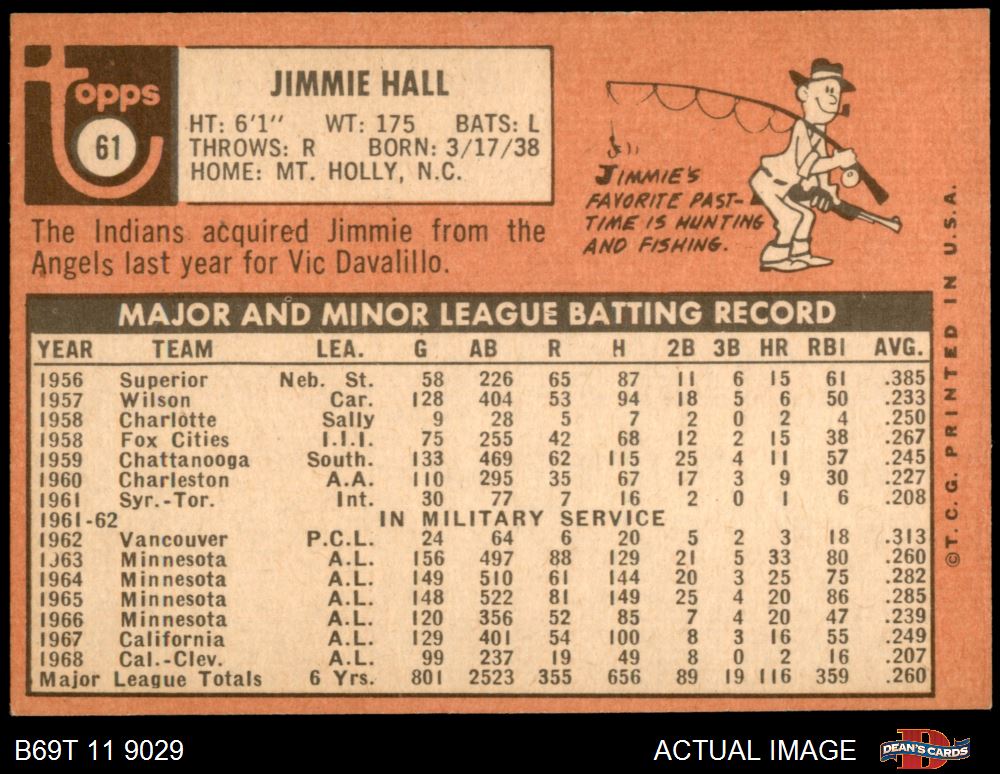 topps
61
JIMMIE HALL
HT: 6'1" WT: 175 BATS: L
THROWS: R BORN: 3/17/38
HOME: MT. HOLLY, N.C.
JIMMIE'S
FAVORITE PAST-
TIME IS HUNTING
AND FISHING.
The Indians acquired Jimmie from the
Angels last year for Vic Davalillo.
MAJOR AND MINOR LEAGUE BATTING RECORD
YEAR TEAM LEA. G AB R H 2B 3B HR RBI AVG.
1956 Superior Neb. St. 58 226 65 87 11 6 15 61 .385
1957 Wilson Car. 128 404 53 94 18 5 6 50 .233
1958 Charlotte Sally 9 28 5 7 2 0 2 4 .250
1958 Fox Cities I.I.I. 75 255 42 68 12 2 15 38 .267
1959 Chattanooga South. 133 469 62 115 25 4 11 57 .245
1960 Charleston A.A. 110 295 35 67 17 3 9 30 .227
1961 Syr.-Tor. Int. 30 77 7 16 2 0 1 6 .208
1961-62 IN MILITARY SERVICE
1962 Vancouver P.C.L. 24 64 6 20 5 2 3 18 .313
1963 Minnesota A.L. 156 497 88 129 21 5 33 80 .260
1964 Minnesota A.L. 149 510 61 144 20 3 25 75 .282
1965 Minnesota A.L. 148 522 81 149 25 4 20 86 .285
1966 Minnesota A.L. 120 356 52 85 7 4 20 47 .239
1967 California A.L. 129 401 54 100 8 3 16 55 .249
1968 Cal.-Clev. A.L. 99 237 19 49 8 0 2 16 .207
Major League Totals 6 Yrs. 801 2523 355 656 89 19 116 359 .260
©T.C.G. PRINTED IN U.S.A.
B69T 11 9029
ACTUAL IMAGE
DEAN'S CARDS